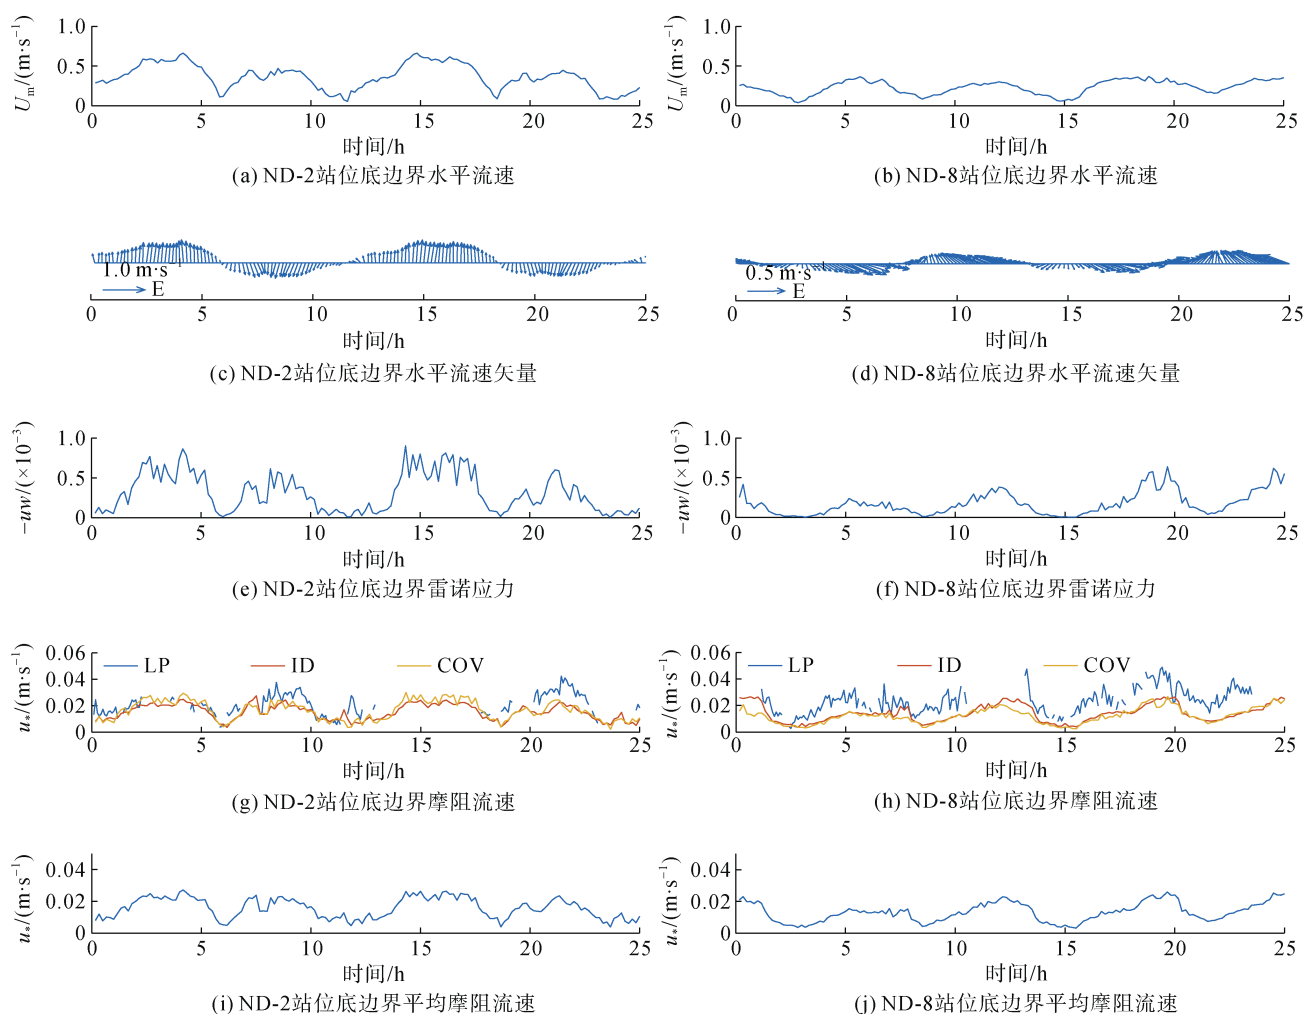 1.0
0.5
0
U_m/(m·s⁻¹)
0 5 10 15 20 25
时间/h
(a) ND-2站位底边界水平流速
1.0
0.5
0
U_m/(m·s⁻¹)
0 5 10 15 20 25
时间/h
(b) ND-8站位底边界水平流速
1.0 m·s⁻¹
E
0 5 10 15 20 25
时间/h
(c) ND-2站位底边界水平流速矢量
0.5 m·s
E
0 5 10 15 20 25
时间/h
(d) ND-8站位底边界水平流速矢量
1.0
0.5
0
−uw/(×10⁻³)
0 5 10 15 20 25
时间/h
(e) ND-2站位底边界雷诺应力
1.0
0.5
0
−uw/(×10⁻³)
0 5 10 15 20 25
时间/h
(f) ND-8站位底边界雷诺应力
0.06
0.04
0.02
0
u*/(m·s⁻¹)
LP ID COV
0 5 10 15 20 25
时间/h
(g) ND-2站位底边界摩阻流速
0.06
0.04
0.02
0
u*/(m·s⁻¹)
LP ID COV
0 5 10 15 20 25
时间/h
(h) ND-8站位底边界摩阻流速
0.04
0.02
0
u*/(m·s⁻¹)
0 5 10 15 20 25
时间/h
(i) ND-2站位底边界平均摩阻流速
0.04
0.02
0
u*/(m·s⁻¹)
0 5 10 15 20 25
时间/h
(j) ND-8站位底边界平均摩阻流速